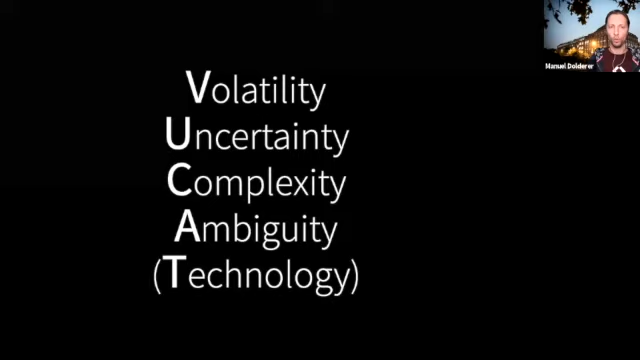 Volatility
Uncertainty
Complexity
Ambiguity
(Technology)
Manuel Dolderer